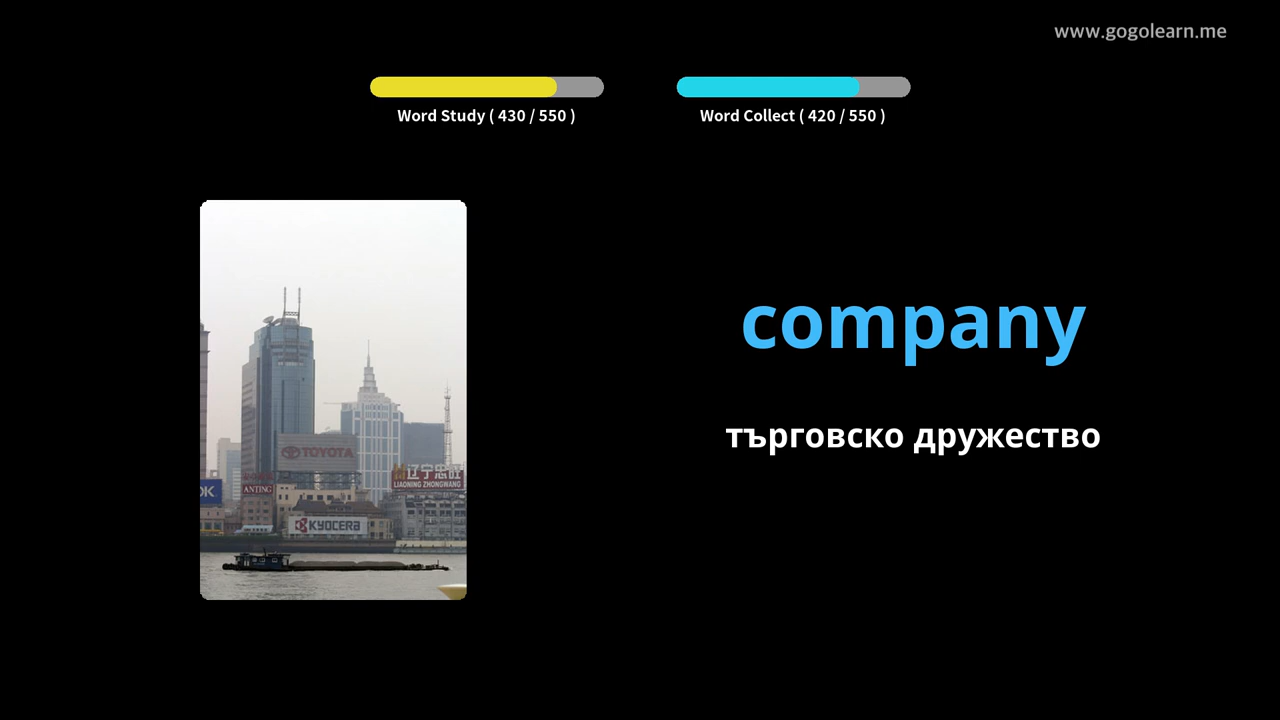 www.gogolearn.me
Word Study ( 430 / 550 )
Word Collect ( 420 / 550 )
company
търговско дружество
TOYOTA
辽宁忠旺
LIAONING ZHONGWANG
OK
ANTING
KYOCERA